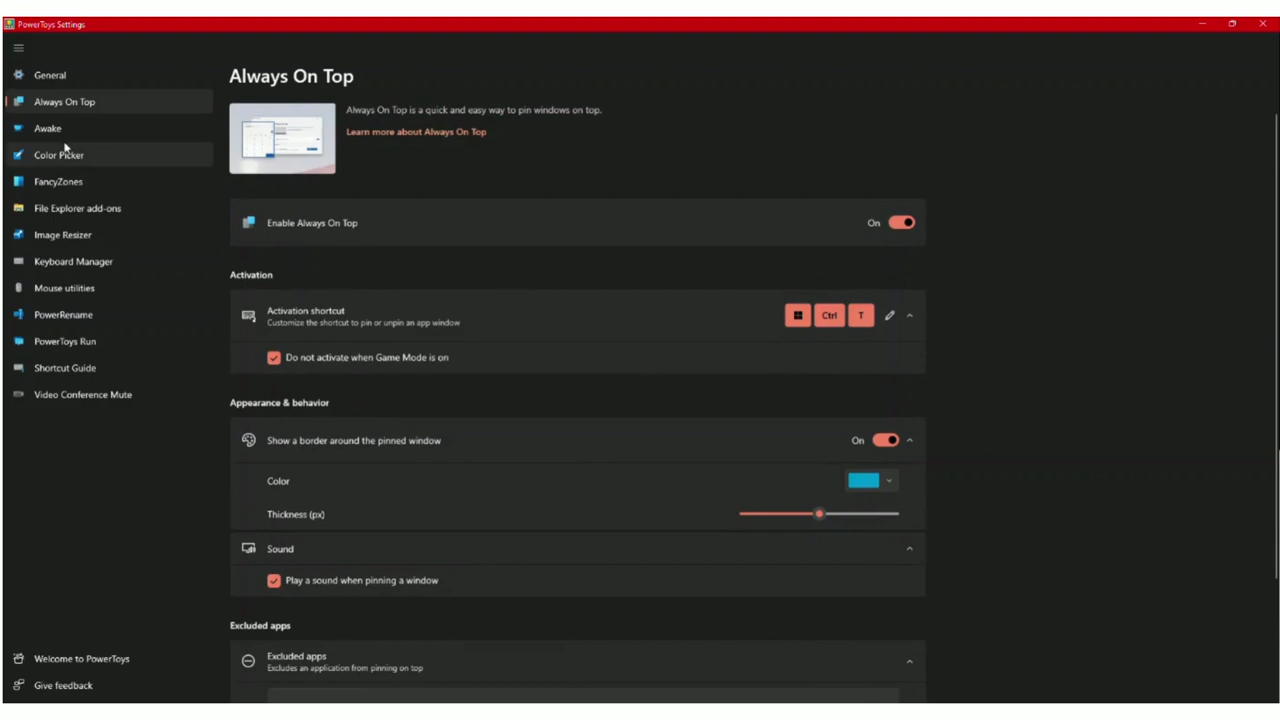 PowerToys Settings
General
Always On Top
Awake
Color Picker
FancyZones
File Explorer add-ons
Image Resizer
Keyboard Manager
Mouse utilities
PowerRename
PowerToys Run
Shortcut Guide
Video Conference Mute
Welcome to PowerToys
Give feedback
Always On Top
Always On Top is a quick and easy way to pin windows on top.
Learn more about Always On Top
Enable Always On Top
On
Activation
Activation shortcut
Customize the shortcut to pin or unpin an app window
Ctrl
T
Do not activate when Game Mode is on
Appearance & behavior
Show a border around the pinned window
On
Color
Thickness (px)
Sound
Play a sound when pinning a window
Excluded apps
Excluded apps
Excludes an application from pinning on top